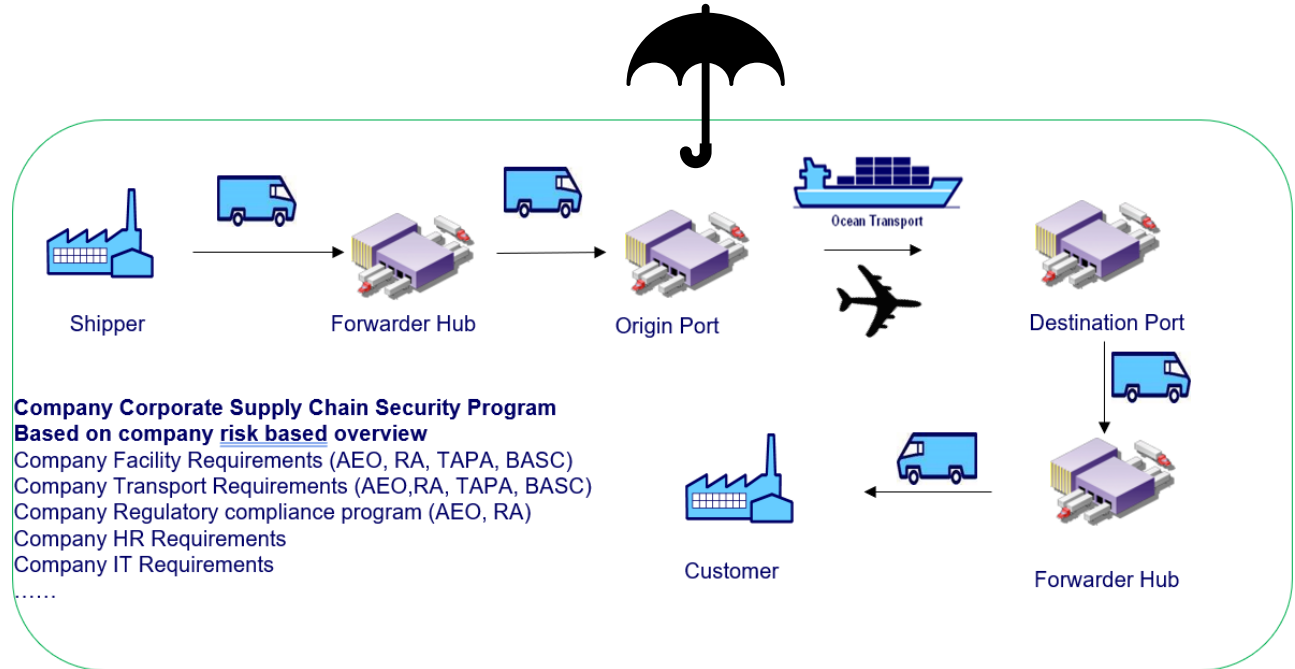 Ocean Transport
Shipper
Forwarder Hub
Origin Port
Destination Port
Company Corporate Supply Chain Security Program
Based on company risk based overview
Company Facility Requirements (AEO, RA, TAPA, BASC)
Company Transport Requirements (AEO,RA, TAPA, BASC)
Company Regulatory compliance program (AEO, RA)
Company HR Requirements
Company IT Requirements
……
Customer
Forwarder Hub